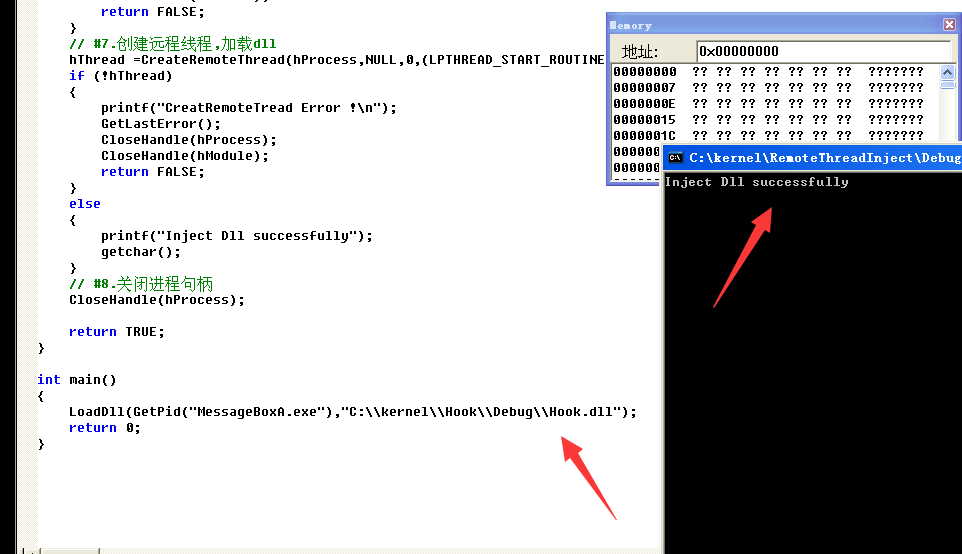 return FALSE;
}
// #7.创建远程线程,加载dll
hThread =CreateRemoteThread(hProcess,NULL,0,(LPTHREAD_START_ROUTINE
if (!hThread)
{
printf("CreatRemoteTread Error !\n");
GetLastError();
CloseHandle(hProcess);
CloseHandle(hModule);
return FALSE;
}
else
{
printf("Inject Dll successfully");
getchar();
}
// #8.关闭进程句柄
CloseHandle(hProcess);
return TRUE;
}
int main()
{
LoadDll(GetPid("MessageBoxA.exe"),"C:\\kernel\\Hook\\Debug\\Hook.dll");
return 0;
}
Memory
地址: 0x00000000
00000000 ?? ?? ?? ?? ?? ?? ?? ???????
00000007 ?? ?? ?? ?? ?? ?? ?? ???????
0000000E ?? ?? ?? ?? ?? ?? ?? ???????
00000015 ?? ?? ?? ?? ?? ?? ?? ???????
0000001C ?? ?? ?? ?? ?? ?? ?? ???????
000000
000000
C:\kernel\RemoteThreadInject\Debug
Inject Dll successfully